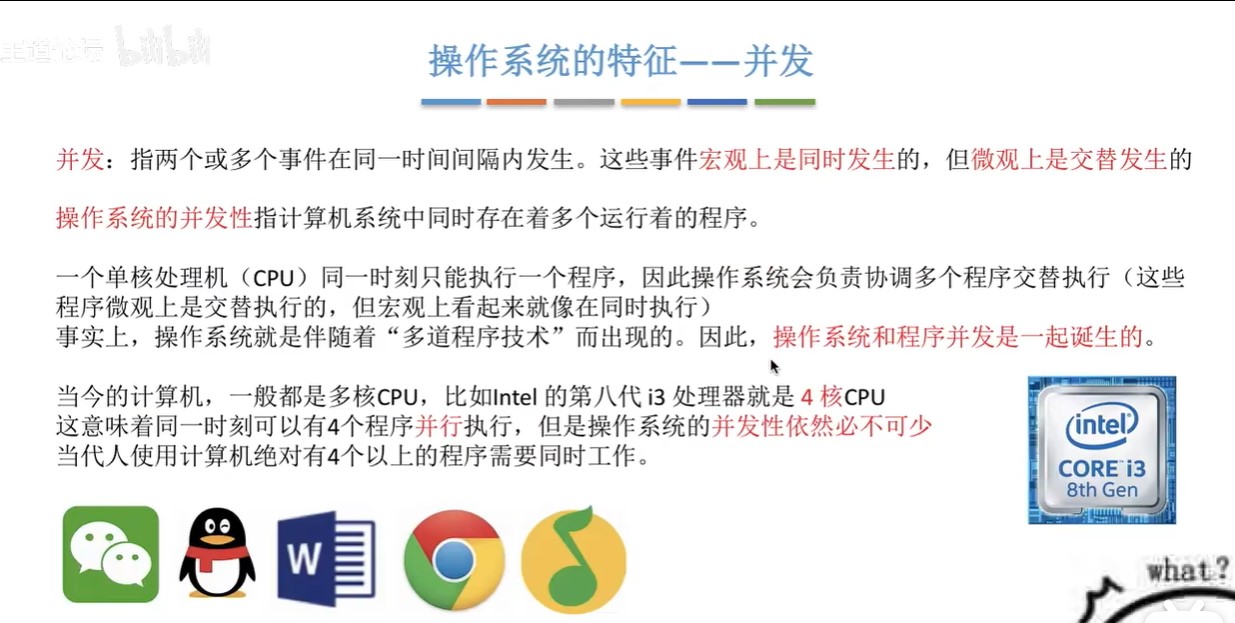 王道论坛 bilibili
操作系统的特征——并发
并发：指两个或多个事件在同一时间间隔内发生。这些事件宏观上是同时发生的，但微观上是交替发生的
操作系统的并发性指计算机系统中同时存在着多个运行着的程序。
一个单核处理机（CPU）同一时刻只能执行一个程序，因此操作系统会负责协调多个程序交替执行（这些
程序微观上是交替执行的，但宏观上看起来就像在同时执行）
事实上，操作系统就是伴随着“多道程序技术”而出现的。因此，操作系统和程序并发是一起诞生的。
当今的计算机，一般都是多核CPU，比如Intel 的第八代 i3 处理器就是 4 核CPU
这意味着同一时刻可以有4个程序并行执行，但是操作系统的并发性依然必不可少
当代人使用计算机绝对有4个以上的程序需要同时工作。
intel
CORE i3
8th Gen
W
what?